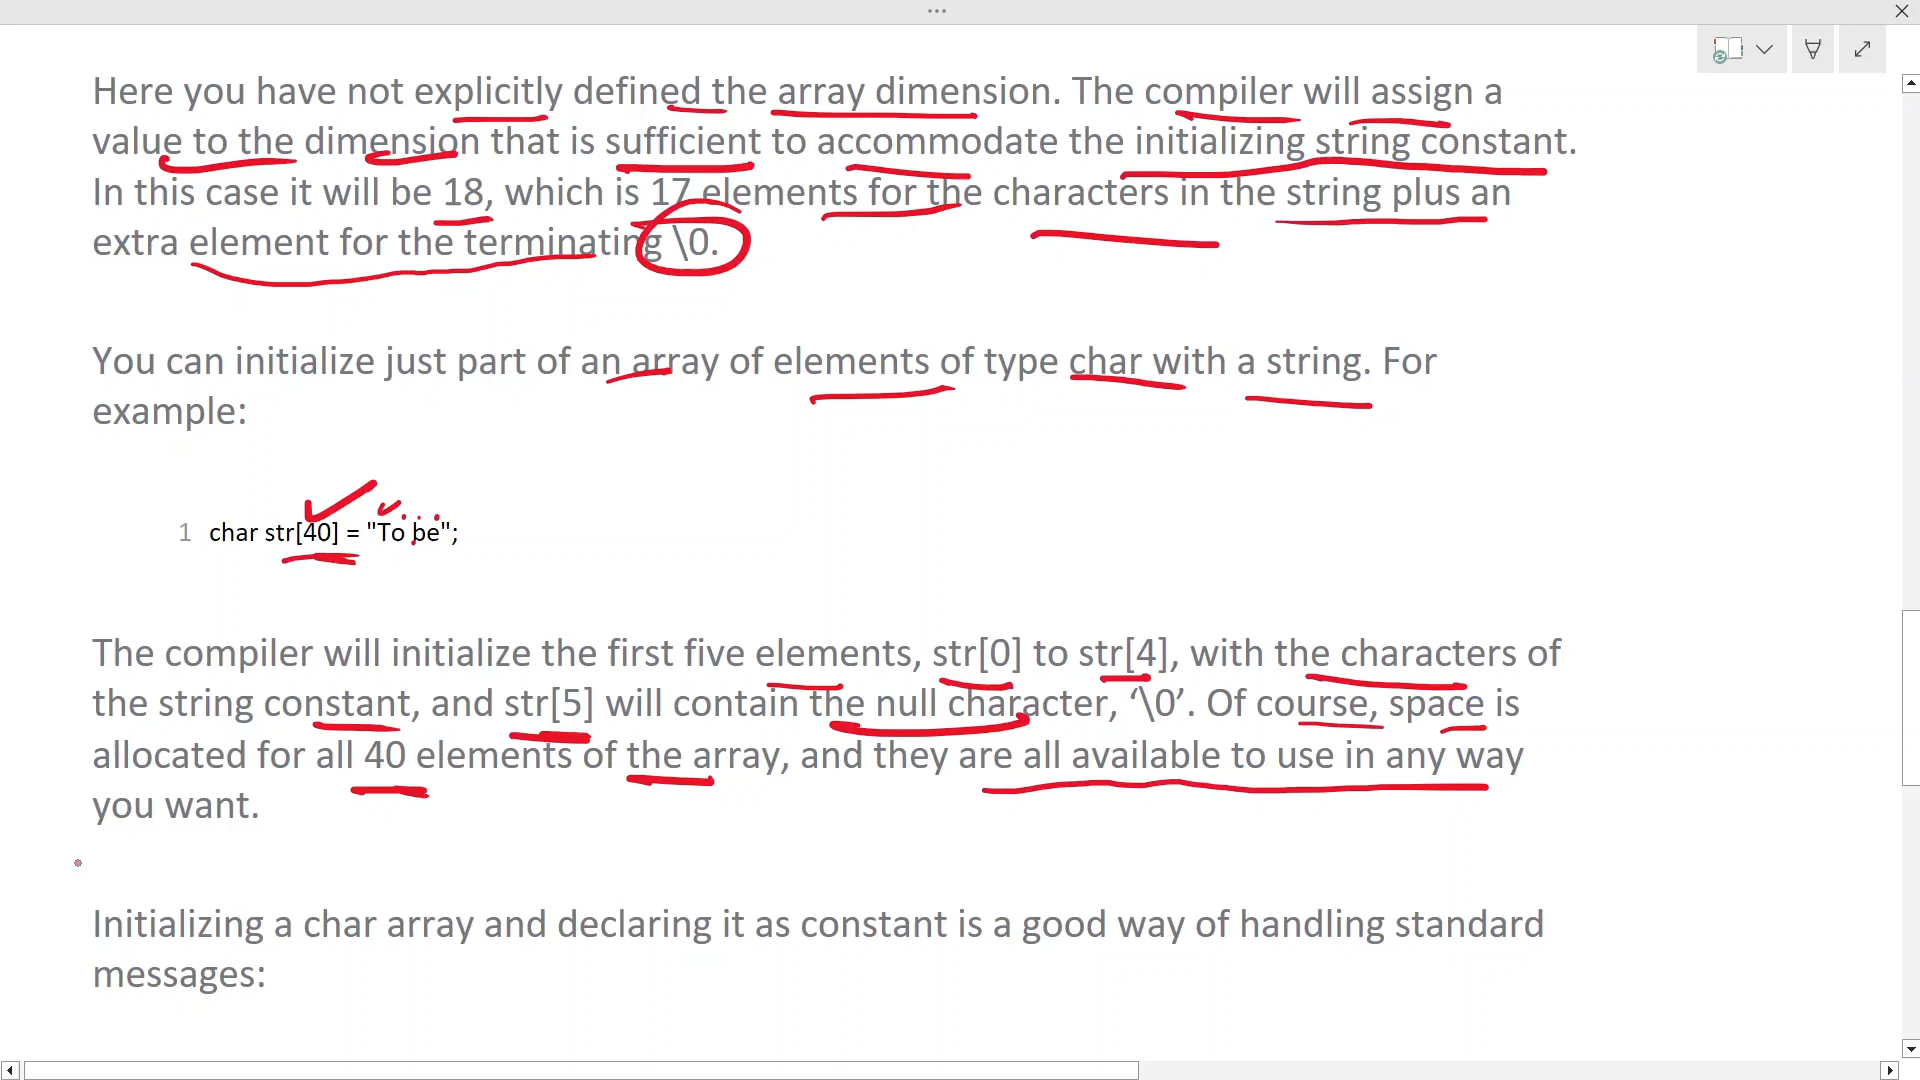 Here you have not explicitly defined the array dimension. The compiler will assign a
value to the dimension that is sufficient to accommodate the initializing string constant.
In this case it will be 18, which is 17 elements for the characters in the string plus an
extra element for the terminating \0.
You can initialize just part of an array of elements of type char with a string. For
example:
1 char str[40] = "To be";
The compiler will initialize the first five elements, str[0] to str[4], with the characters of
the string constant, and str[5] will contain the null character, ‘\0’. Of course, space is
allocated for all 40 elements of the array, and they are all available to use in any way
you want.
Initializing a char array and declaring it as constant is a good way of handling standard
messages: